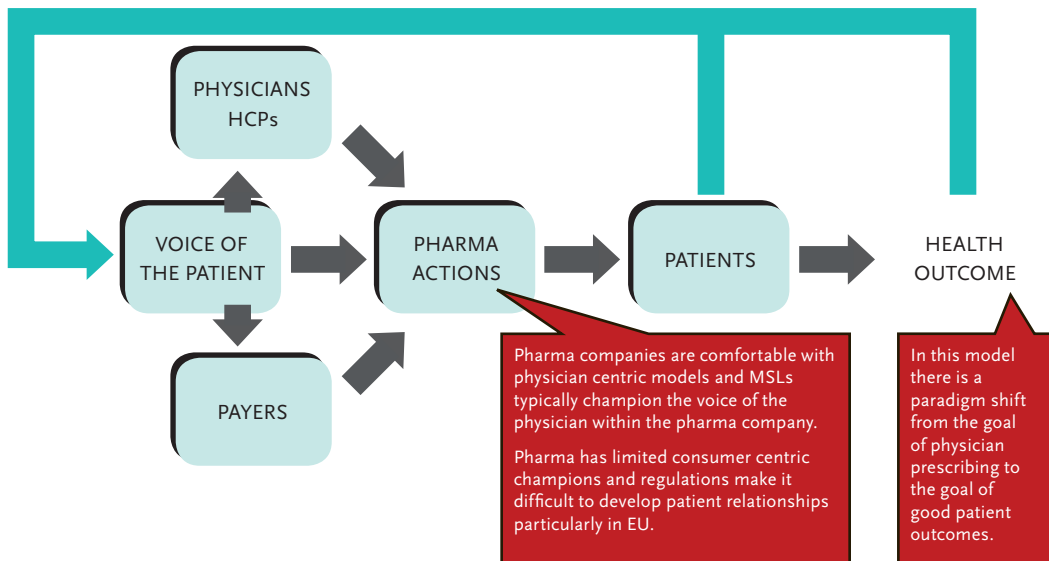 PHYSICIANS
HCPs
VOICE OF
THE PATIENT
PHARMA
ACTIONS
PATIENTS
HEALTH
OUTCOME
PAYERS
Pharma companies are comfortable with
physician centric models and MSLs
typically champion the voice of the
physician within the pharma company.
Pharma has limited consumer centric
champions and regulations make it
difficult to develop patient relationships
particularly in EU.
In this model
there is a
paradigm shift
from the goal
of physician
prescribing to
the goal of
good patient
outcomes.